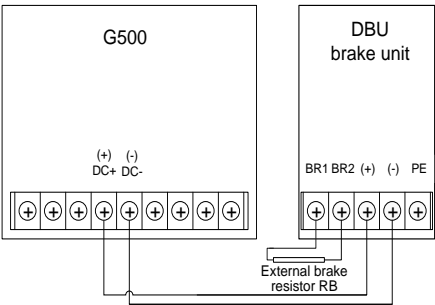 G500
DBU
brake unit
(+) (-)
DC+ DC-
BR1 BR2 (+) (-) PE
External brake
resistor RB